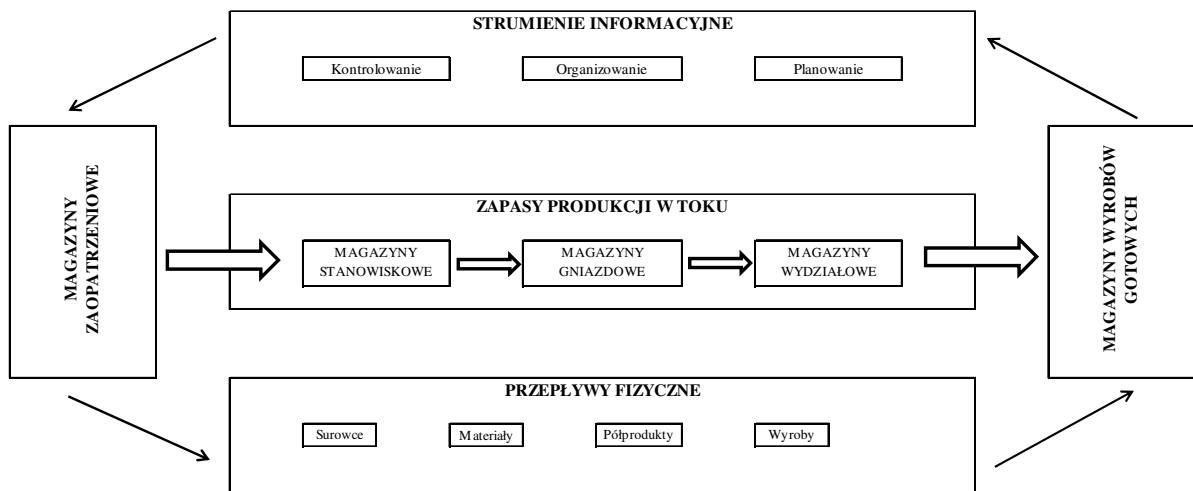 STRUMIENIE INFORMACYJNE
Kontrolowanie
Organizowanie
Planowanie
MAGAZYNY
ZAOPATRZENIOWE
ZAPASY PRODUKCJI W TOKU
MAGAZYNY
STANOWISKOWE
MAGAZYNY
GNIAZDOWE
MAGAZYNY
WYDZIAŁOWE
MAGAZYNY WYROBÓW
GOTOWYCH
PRZEPŁYWY FIZYCZNE
Surowce
Materiały
Półprodukty
Wyroby